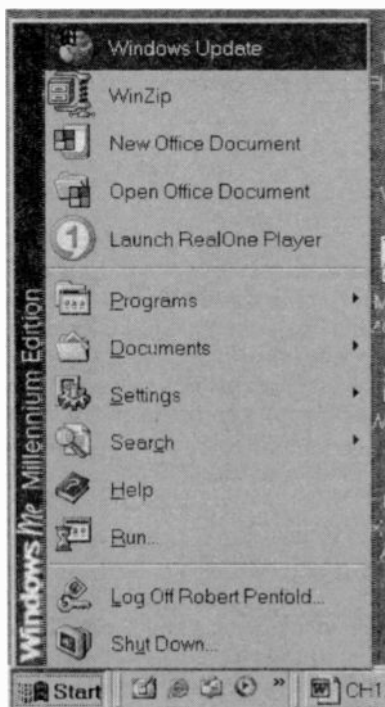 Windows Update
WinZip
New Office Document
Open Office Document
Launch RealOne Player
Programs
Documents
Settings
Search
Help
Run...
Log Off Robert Penfold...
Shut Down...
Windows Me Millennium Edition
Start
»
CH1